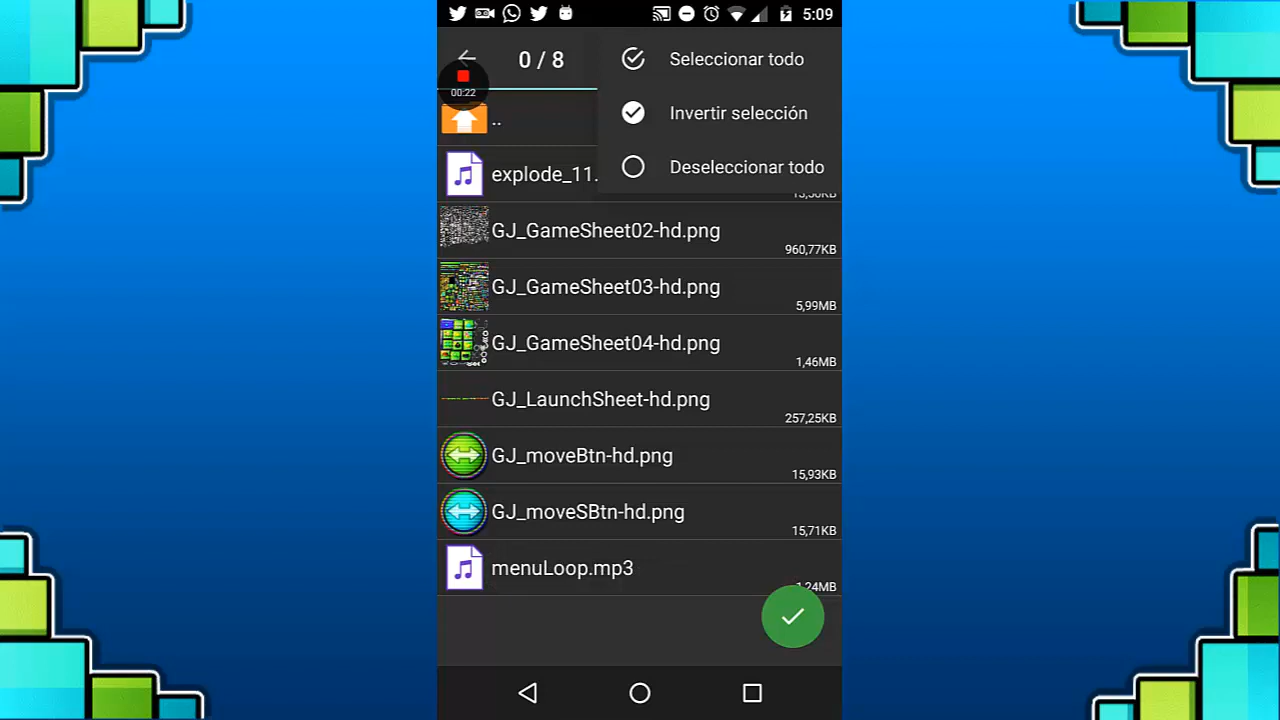 5:09
0 / 8
Seleccionar todo
00:22
Invertir selección
..
Deseleccionar todo
explode_11.
GJ_GameSheet02-hd.png
960,77KB
GJ_GameSheet03-hd.png
5,99MB
GJ_GameSheet04-hd.png
1,46MB
GJ_LaunchSheet-hd.png
257,25KB
GJ_moveBtn-hd.png
15,93KB
GJ_moveSBtn-hd.png
15,71KB
menuLoop.mp3